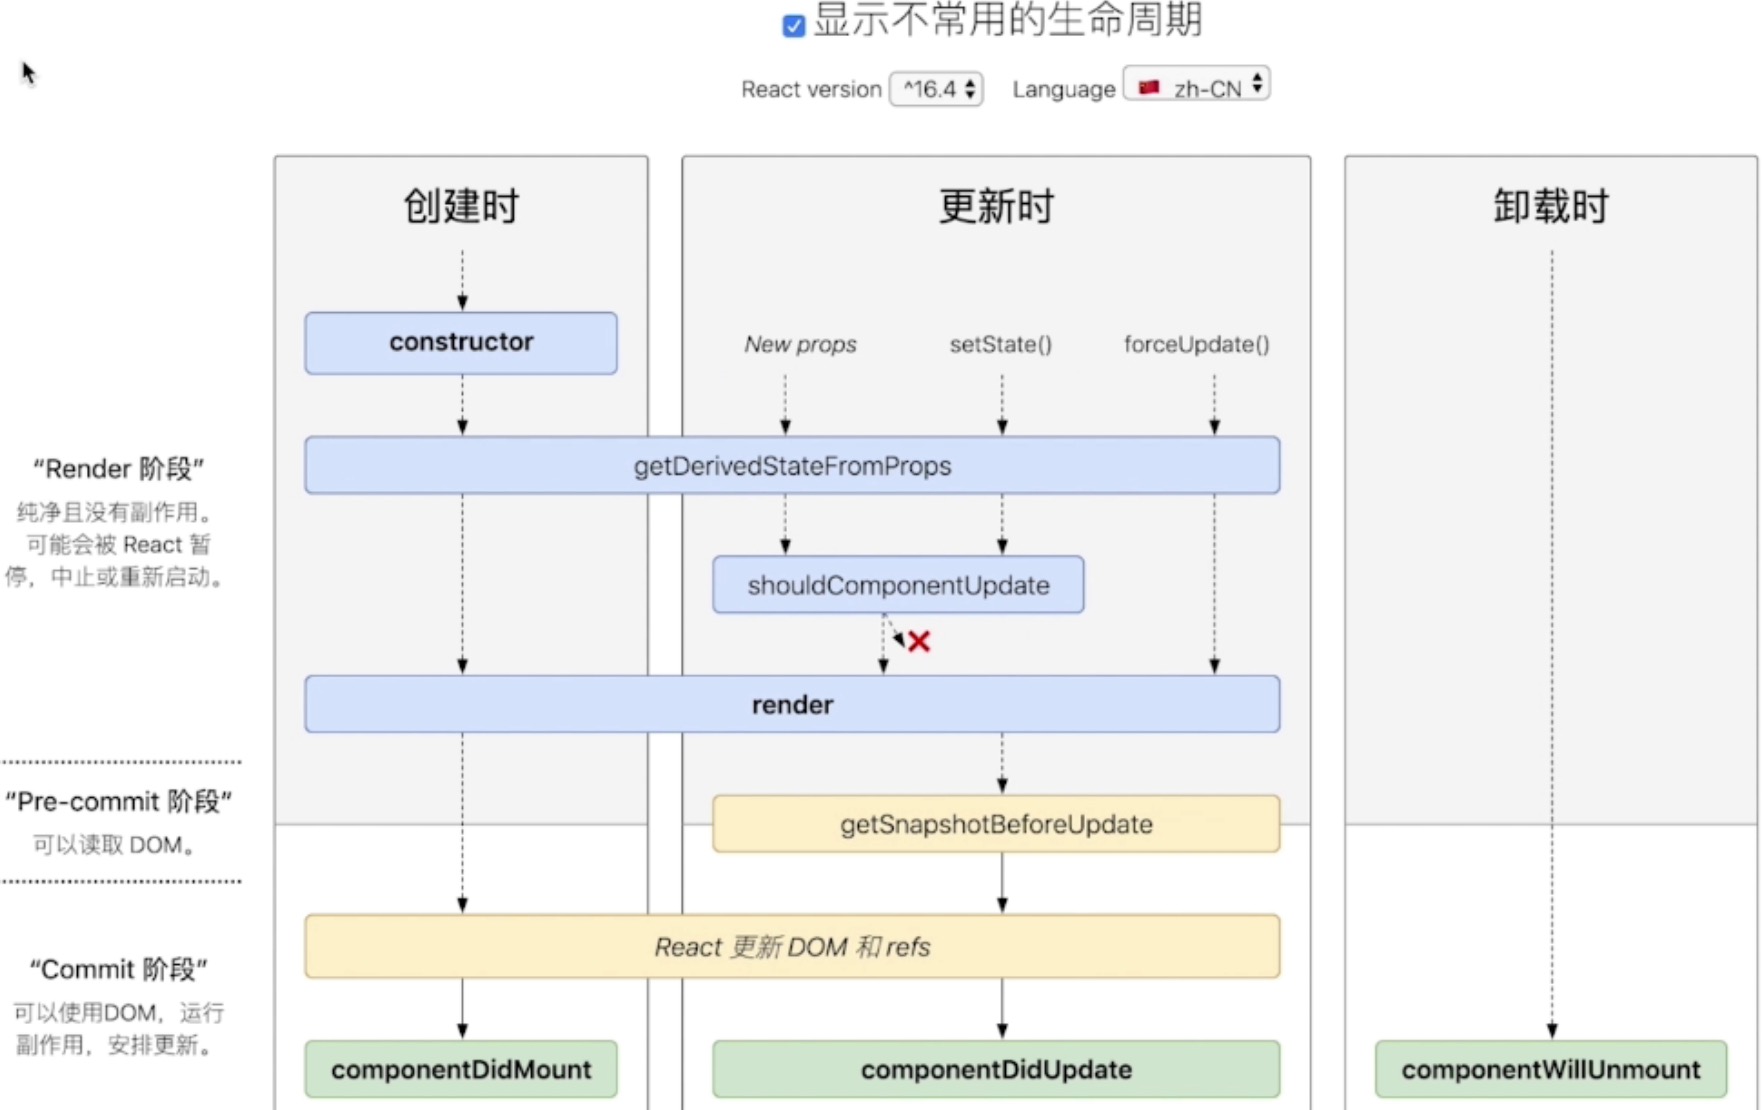 显示不常用的生命周期
React version ^16.4 Language zh-CN
创建时
更新时
卸载时
constructor
New props
setState()
forceUpdate()
“Render 阶段”
纯净且没有副作用。
可能会被 React 暂
停，中止或重新启动。
getDerivedStateFromProps
shouldComponentUpdate
render
“Pre-commit 阶段”
可以读取 DOM。
getSnapshotBeforeUpdate
“Commit 阶段”
可以使用DOM，运行
副作用，安排更新。
React 更新 DOM 和 refs
componentDidMount
componentDidUpdate
componentWillUnmount